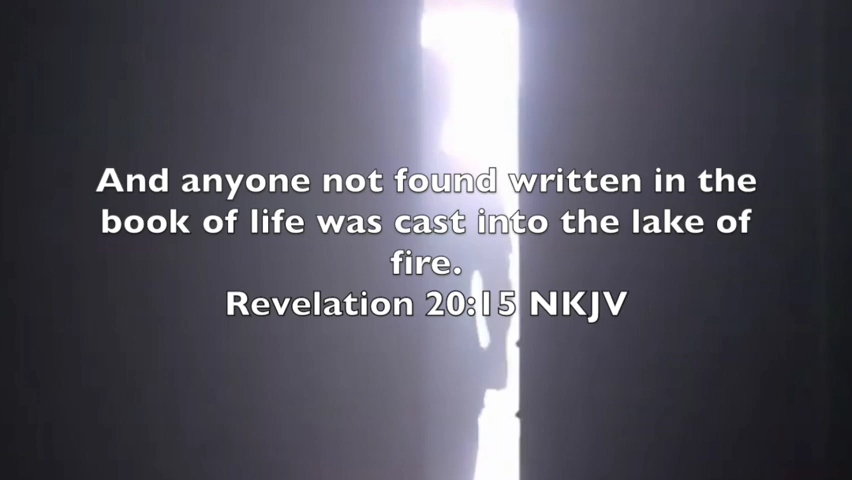 And anyone not found written in the
book of life was cast into the lake of
fire.
Revelation 20:15 NKJV